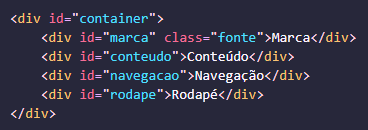 <div id="container">
    <div id="marca" class="fonte">Marca</div>
    <div id="conteudo">Conteúdo</div>
    <div id="navegacao">Navegação</div>
    <div id="rodape">Rodapé</div>
</div>